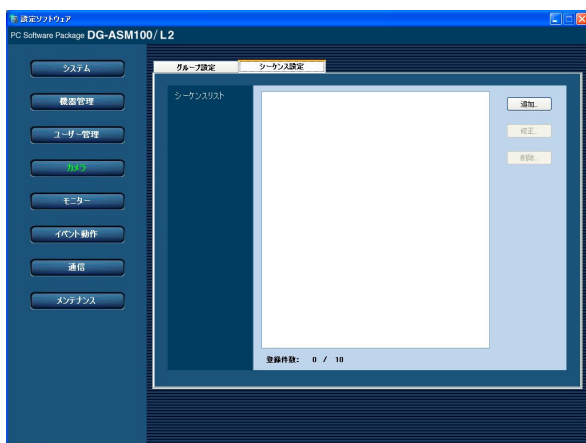 設定ソフトウェア
PC Software Package DG-ASM100/L2
システム
機器管理
ユーザー管理
カメラ
モニター
イベント動作
通信
メンテナンス
グループ設定 シーケンス設定
シーケンスリスト
追加...
修正...
削除...
登録件数: 0 / 10